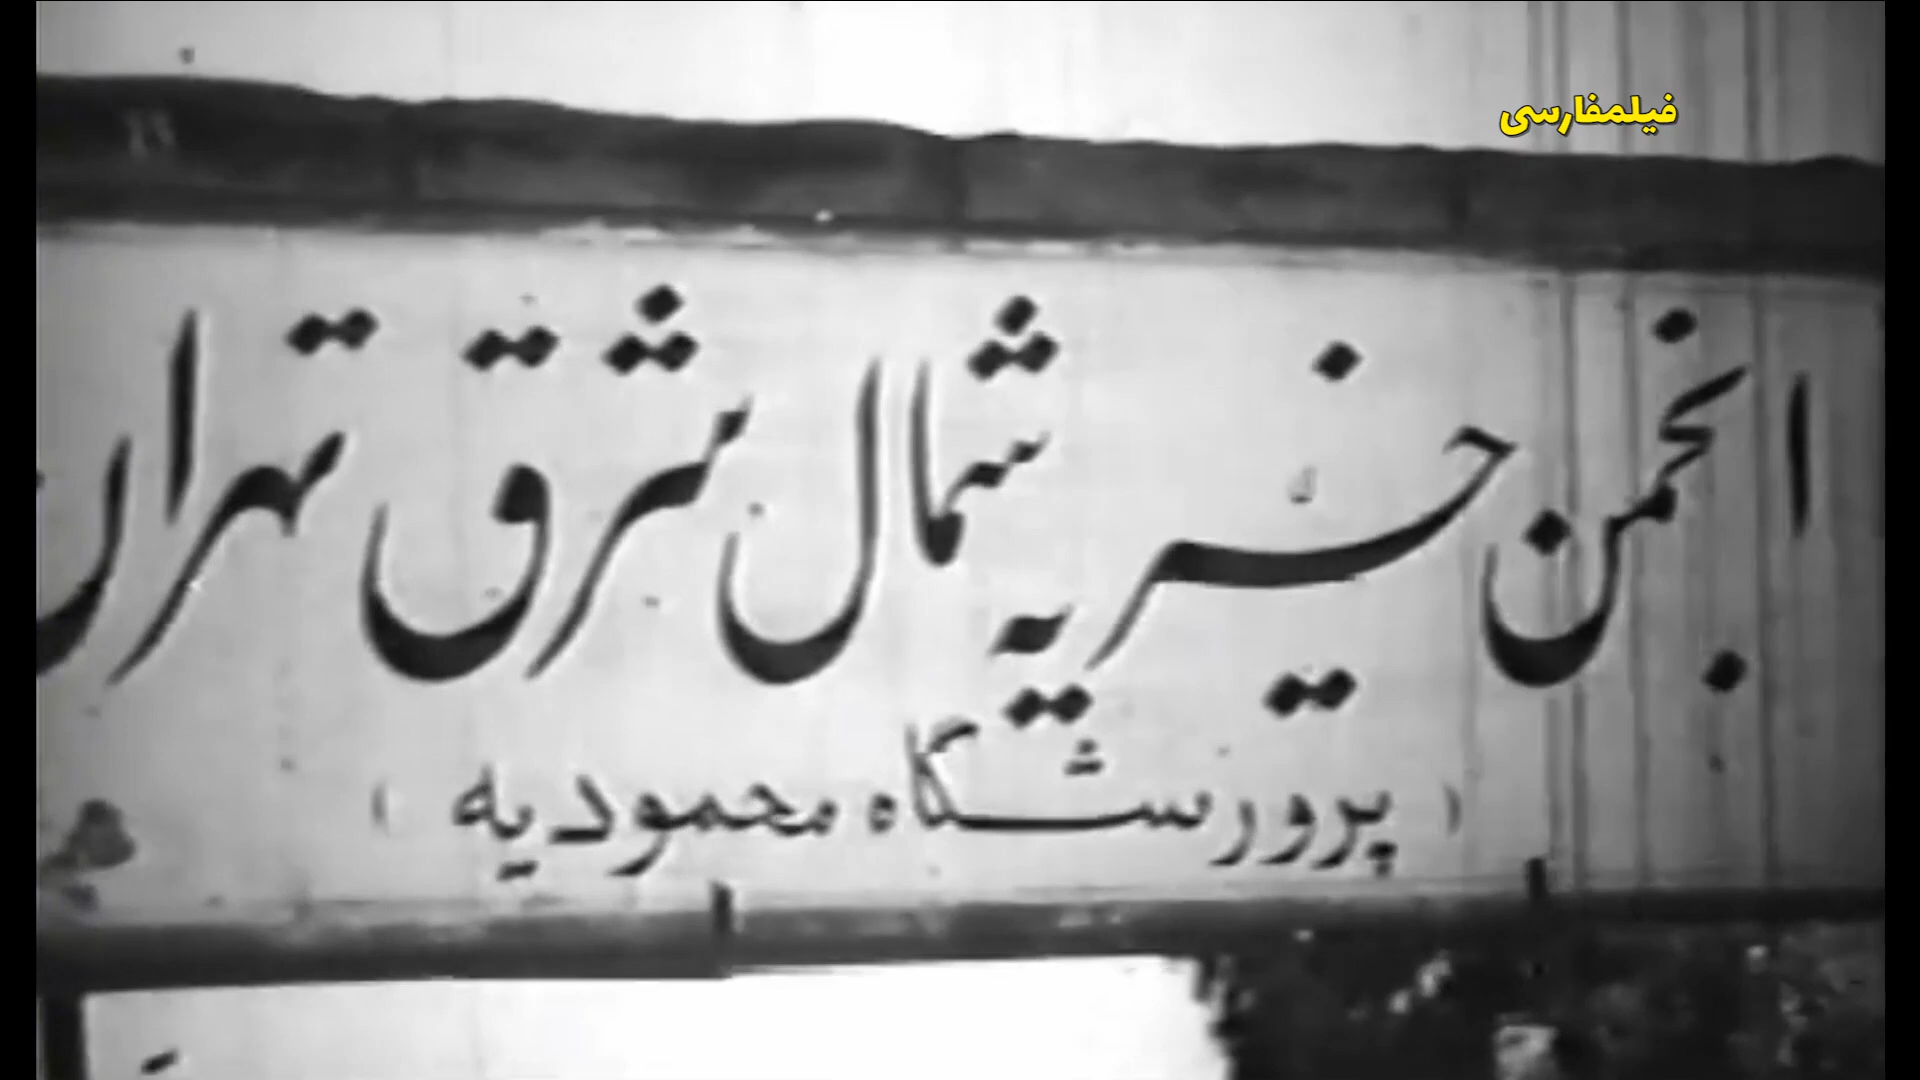 فیلمفارسی
انجمن خیریه شمال شرق تهران
( پرورشگاه محمودیه )